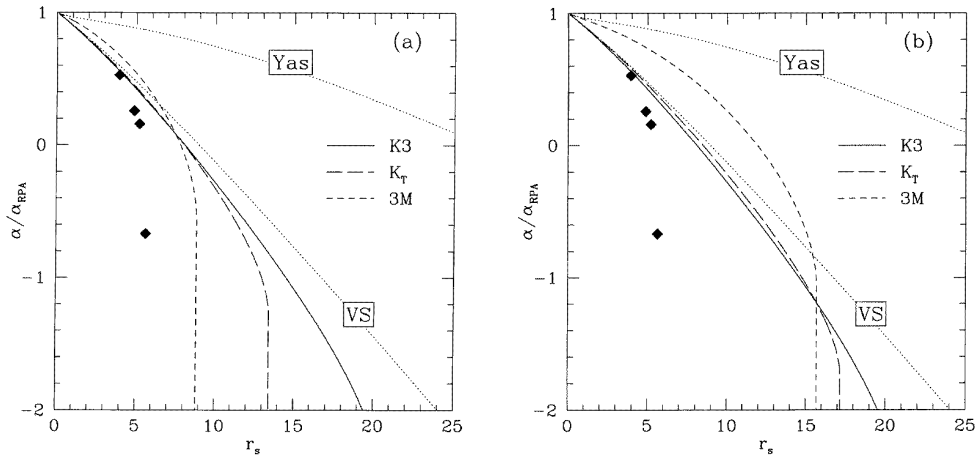 1
0
−1
−2
α/α_RPA
0 5 10 15 20 25
r_s
(a)
Yas
K3
K_T
3M
VS
1
0
−1
−2
α/α_RPA
0 5 10 15 20 25
r_s
(b)
Yas
K3
K_T
3M
VS